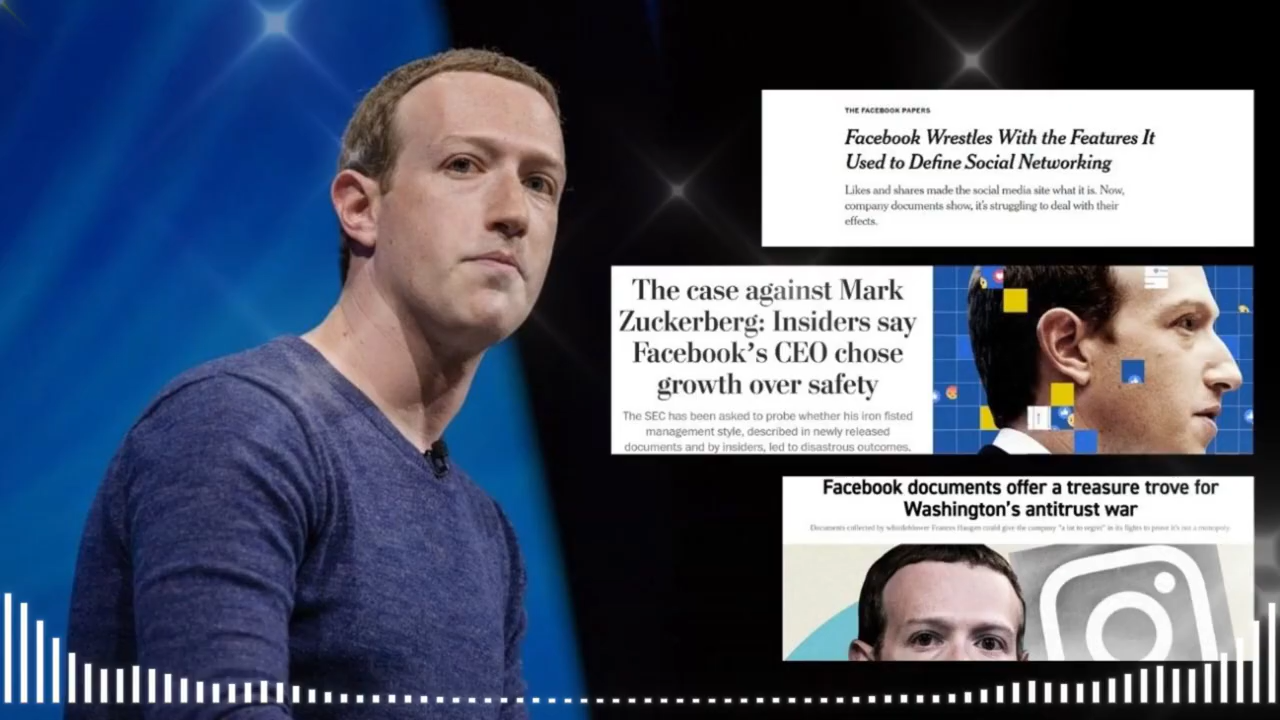 THE FACEBOOK PAPERS
Facebook Wrestles With the Features It
Used to Define Social Networking
Likes and shares made the social media site what it is. Now,
company documents show, it's struggling to deal with their
effects.
The case against Mark
Zuckerberg: Insiders say
Facebook's CEO chose
growth over safety
The SEC has been asked to probe whether his iron fisted
management style, described in newly released
documents and by insiders, led to disastrous outcomes.
Facebook documents offer a treasure trove for
Washington's antitrust war
Documents collected by whistleblower Frances Haugen could give the company "a lot to regret" in its fights to prove it's not a monopoly